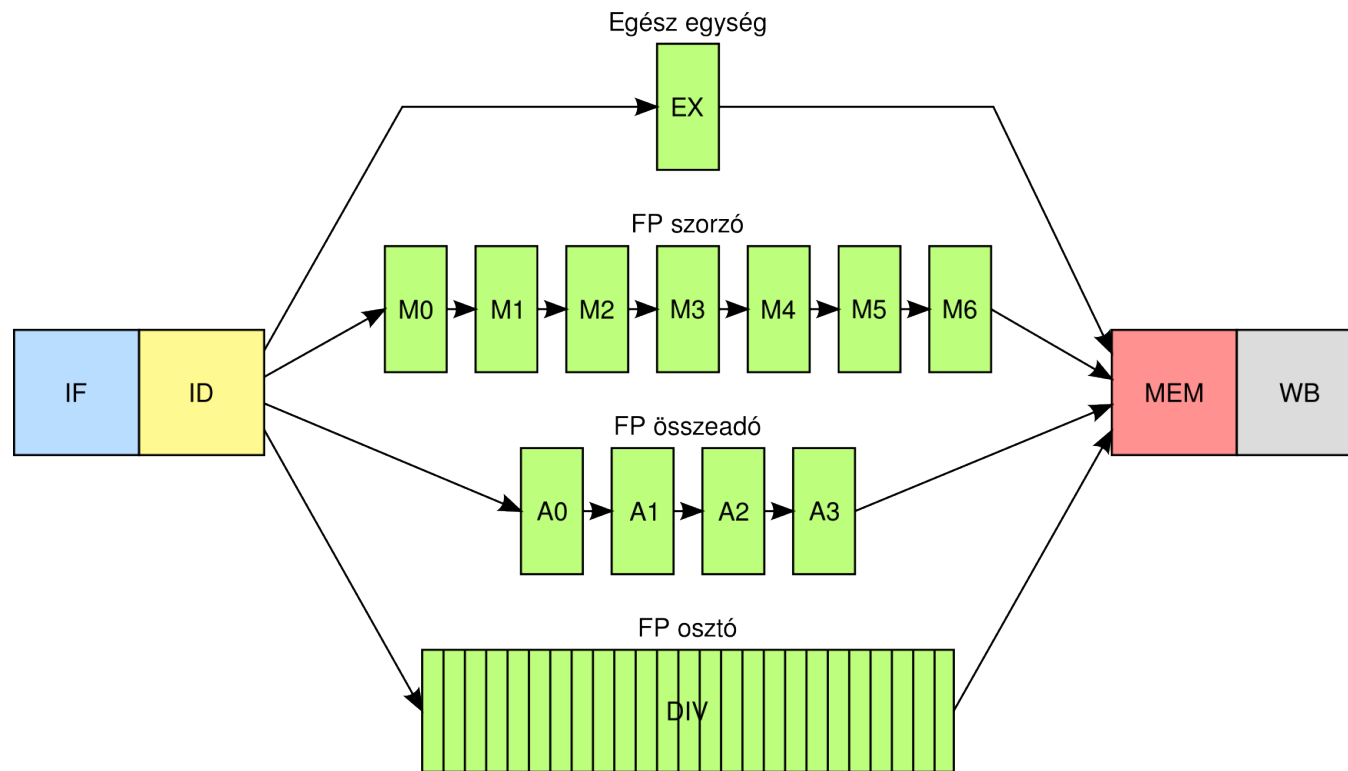 Egész egység
EX
FP szorzó
M0 M1 M2 M3 M4 M5 M6
IF ID
MEM WB
FP összeadó
A0 A1 A2 A3
FP osztó
DIV